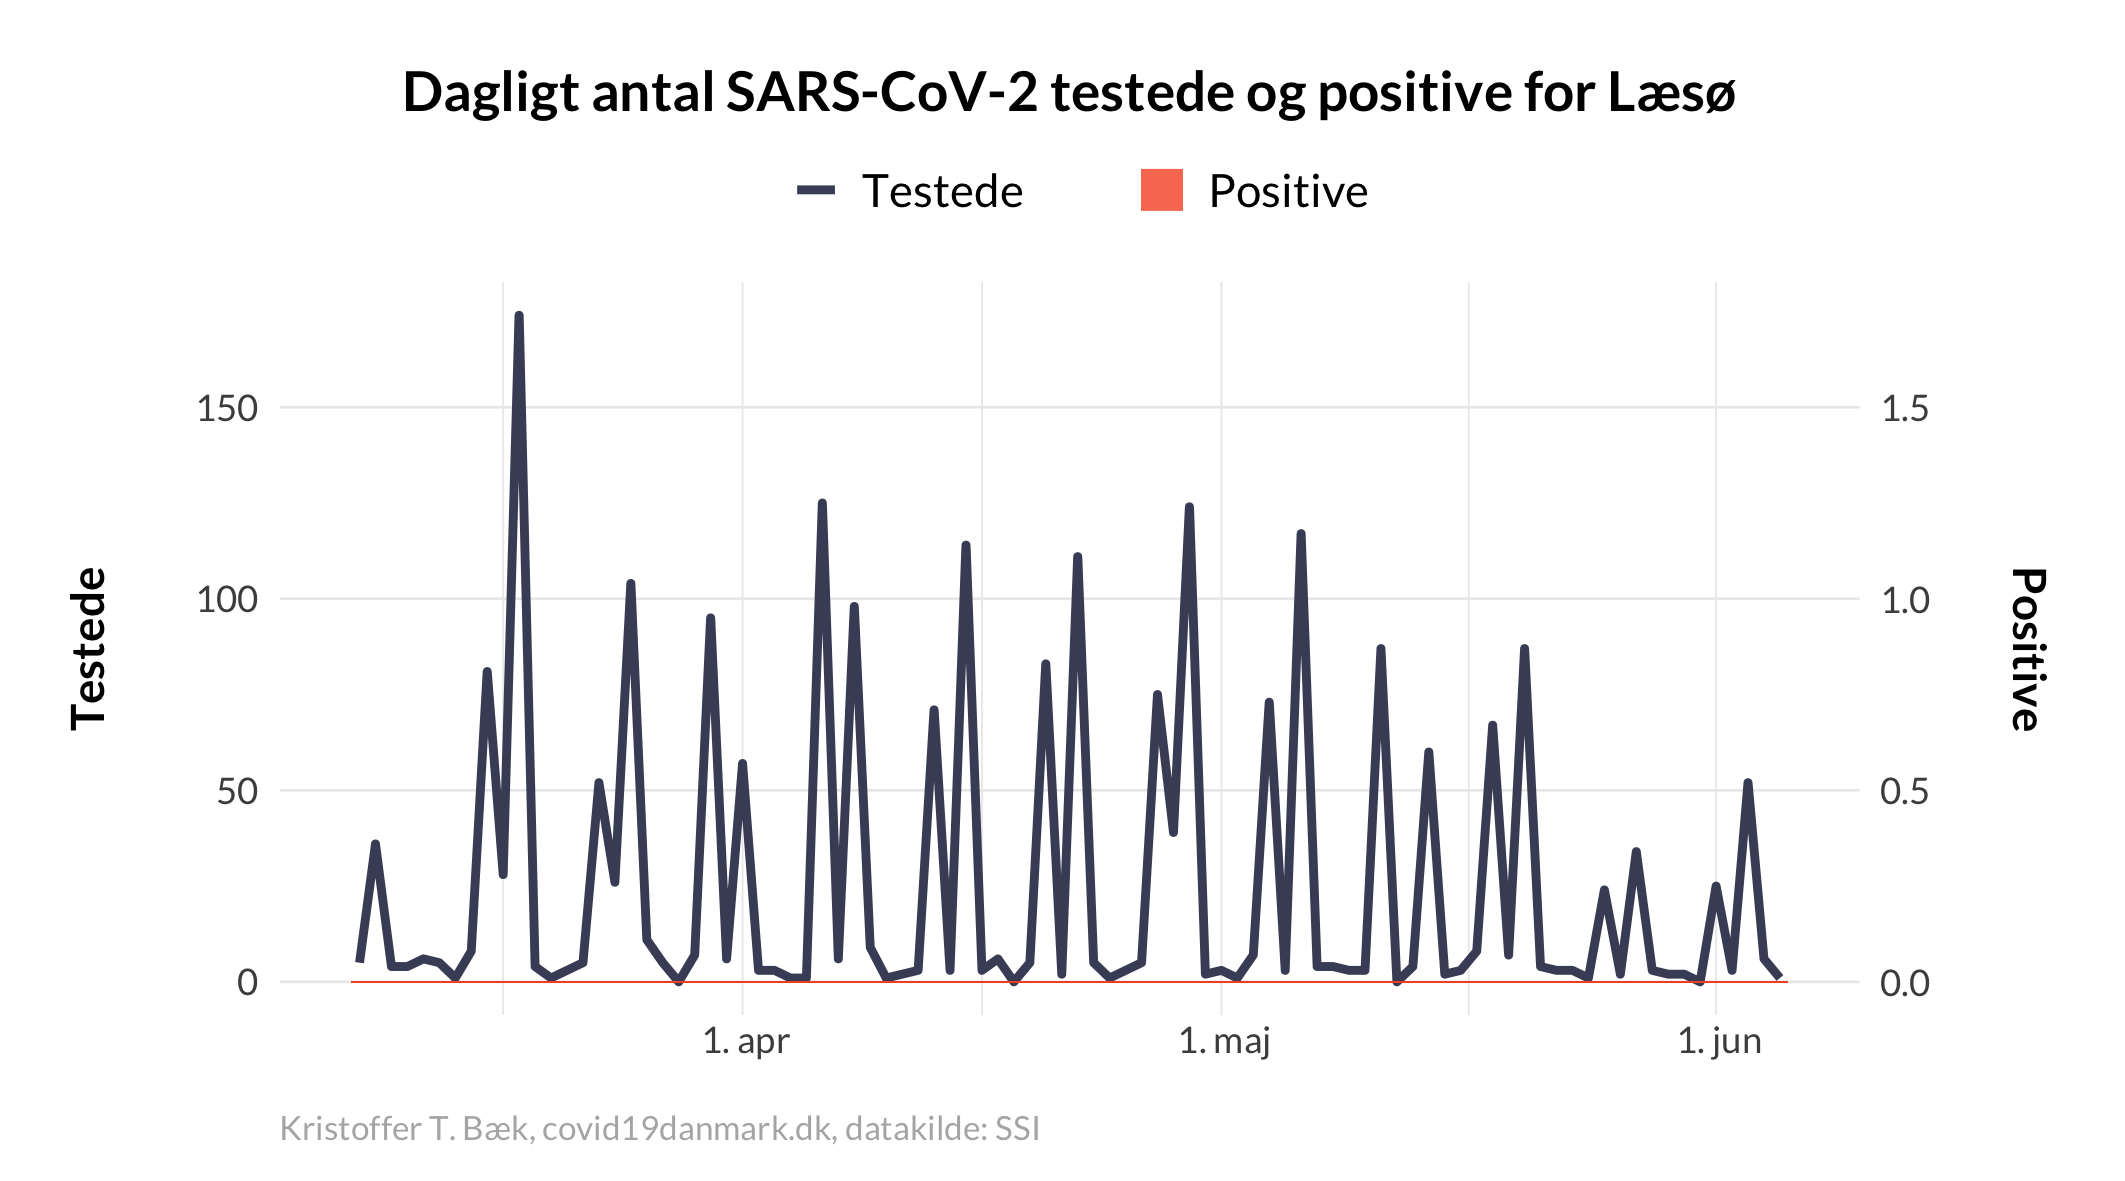 Dagligt antal SARS-CoV-2 testede og positive for Læsø
Testede
Positive
150
100
50
0
1.5
1.0
0.5
0.0
Testede
Positive
1. apr
1. maj
1. jun
Kristoffer T. Bæk, covid19danmark.dk, datakilde: SSI